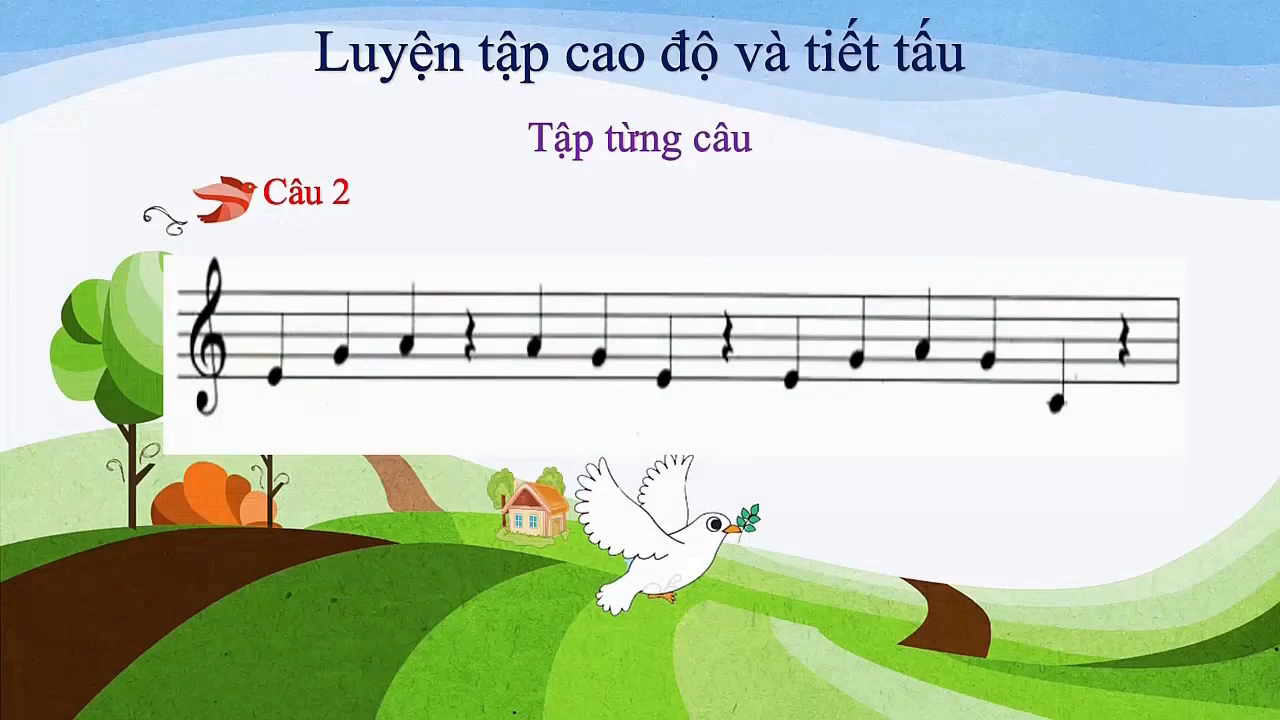 Luyện tập cao độ và tiết tấu
Tập từng câu
Câu 2